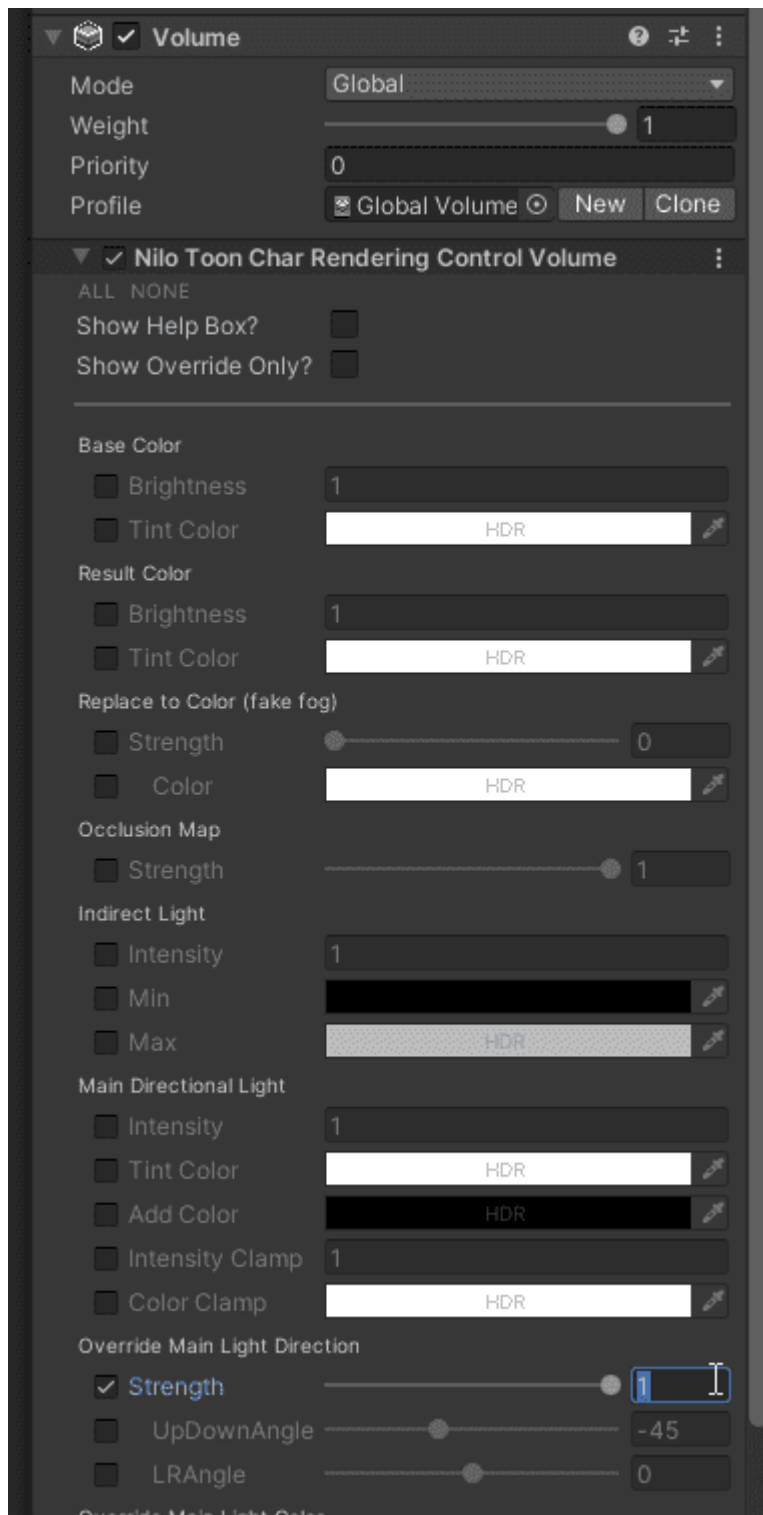 Volume
Mode Global
Weight 1
Priority 0
Profile Global Volume New Clone
Nilo Toon Char Rendering Control Volume
ALL NONE
Show Help Box?
Show Override Only?
Base Color
Brightness 1
Tint Color HDR
Result Color
Brightness 1
Tint Color HDR
Replace to Color (fake fog)
Strength 0
Color HDR
Occlusion Map
Strength 1
Indirect Light
Intensity 1
Min
Max HDR
Main Directional Light
Intensity 1
Tint Color HDR
Add Color HDR
Intensity Clamp 1
Color Clamp HDR
Override Main Light Direction
Strength 1
UpDownAngle -45
LRAngle 0
Override Main Light Color